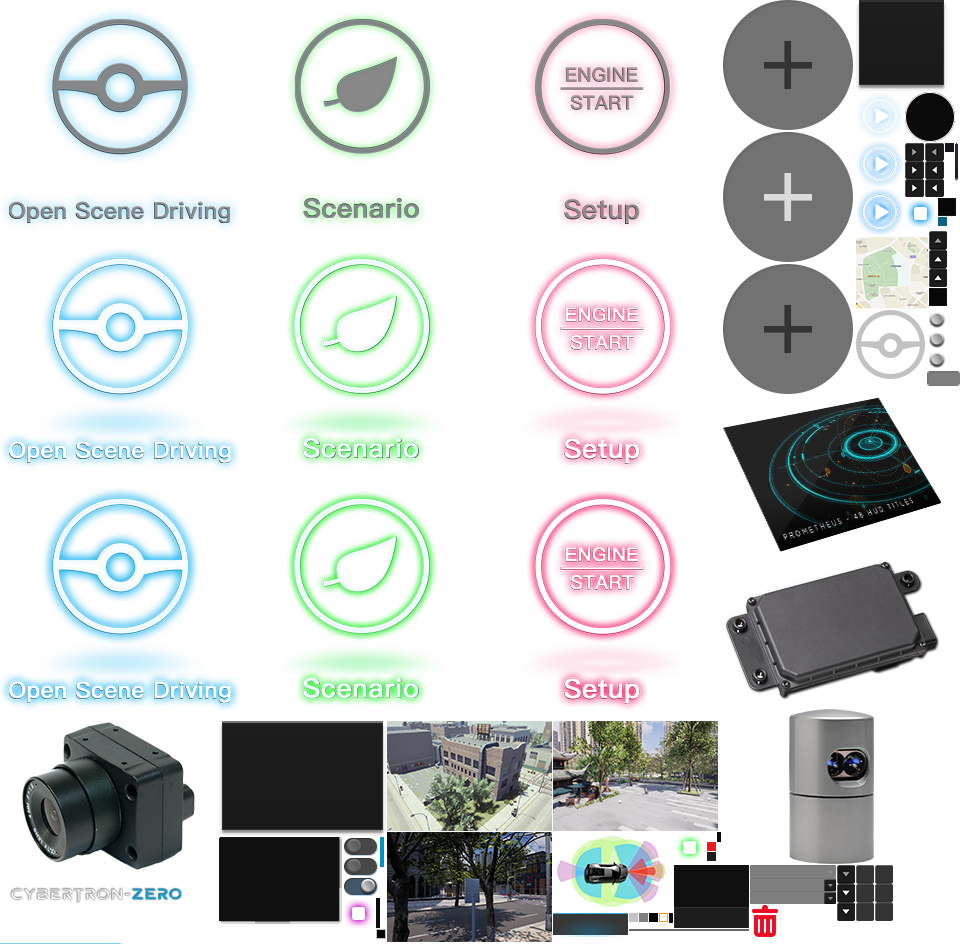 ENGINE
START
Open Scene Driving
Scenario
Setup
ENGINE
START
Open Scene Driving
Scenario
Setup
PROMETHEUS - 48 HUD TITLES
ENGINE
START
Open Scene Driving
Scenario
Setup
CYBERTRON-ZERO